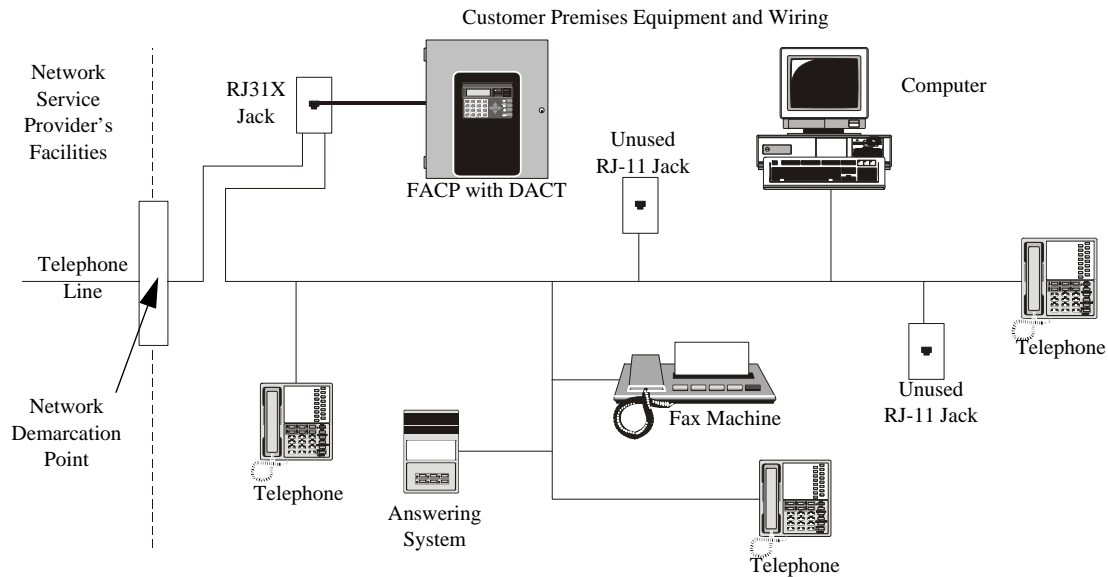 Customer Premises Equipment and Wiring
Network
Service
Provider's
Facilities
RJ31X
Jack
FACP with DACT
Unused
RJ-11 Jack
Computer
Telephone
Line
Telephone
Unused
RJ-11 Jack
Fax Machine
Network
Demarcation
Point
Telephone
Answering
System
Telephone